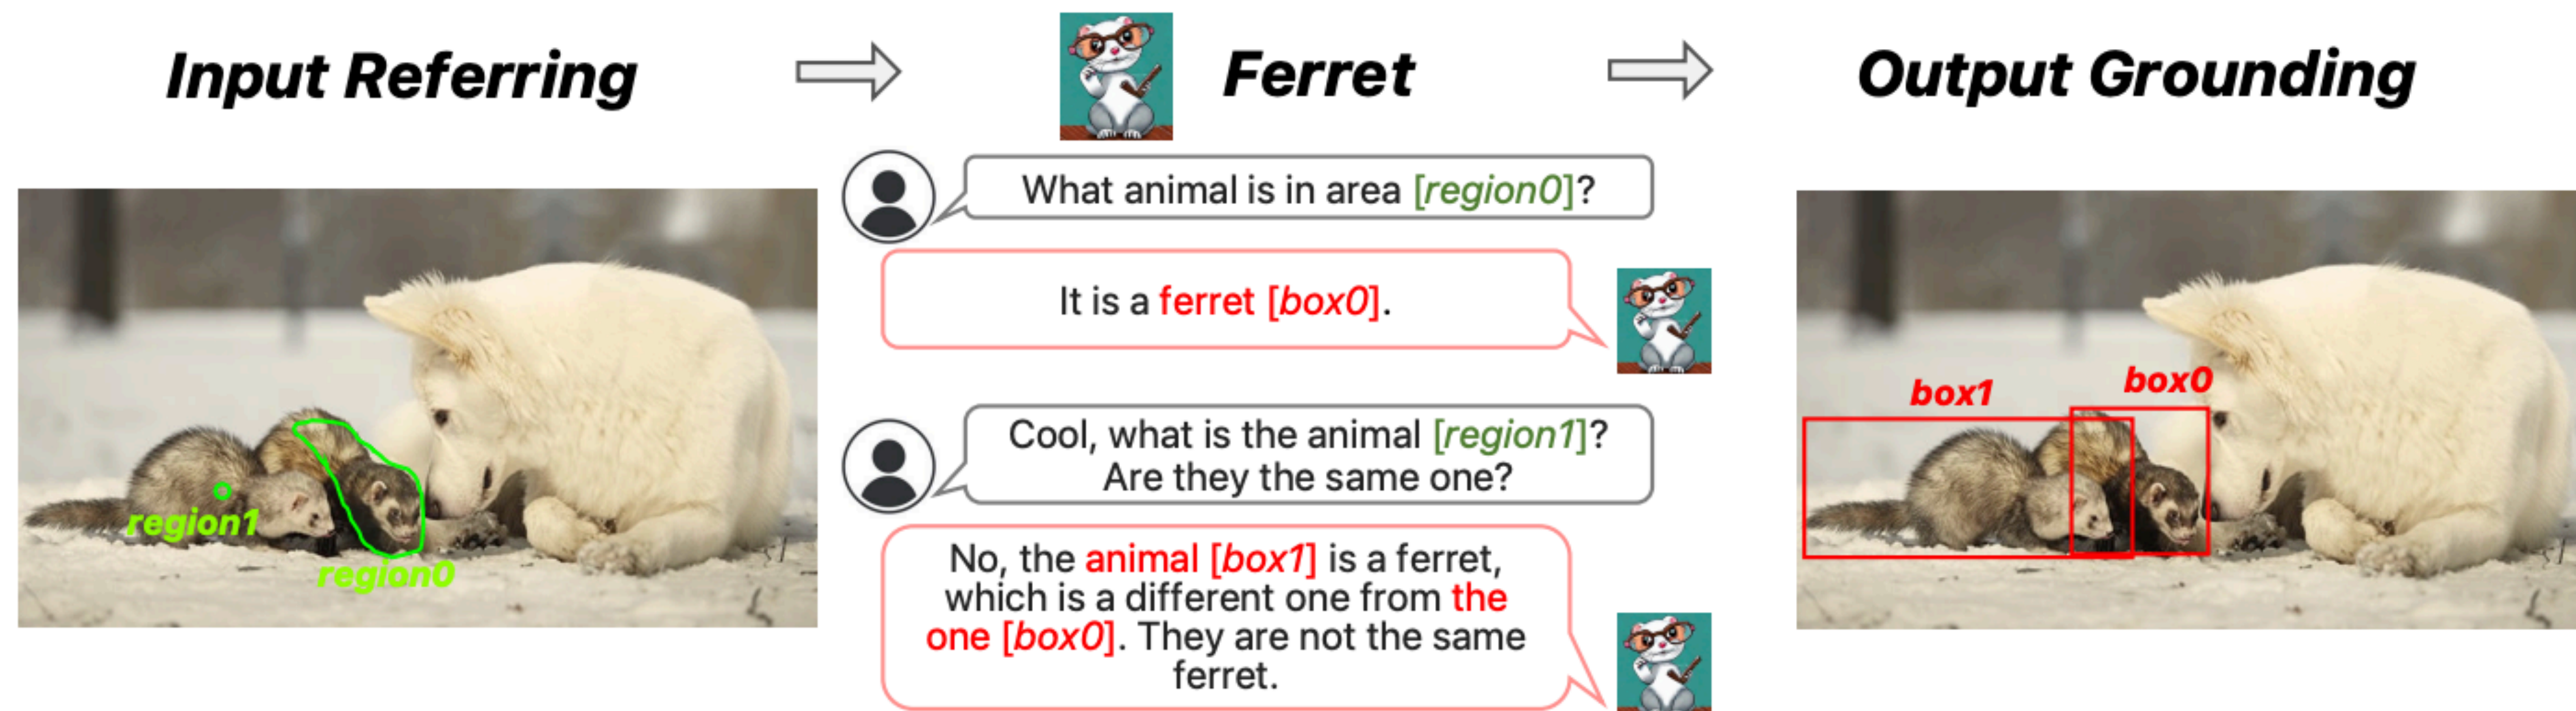 Input Referring
Ferret
Output Grounding
What animal is in area [region0]?
It is a ferret [box0].
Cool, what is the animal [region1]?
Are they the same one?
No, the animal [box1] is a ferret,
which is a different one from the
one [box0]. They are not the same
ferret.
region1
region0
box1
box0